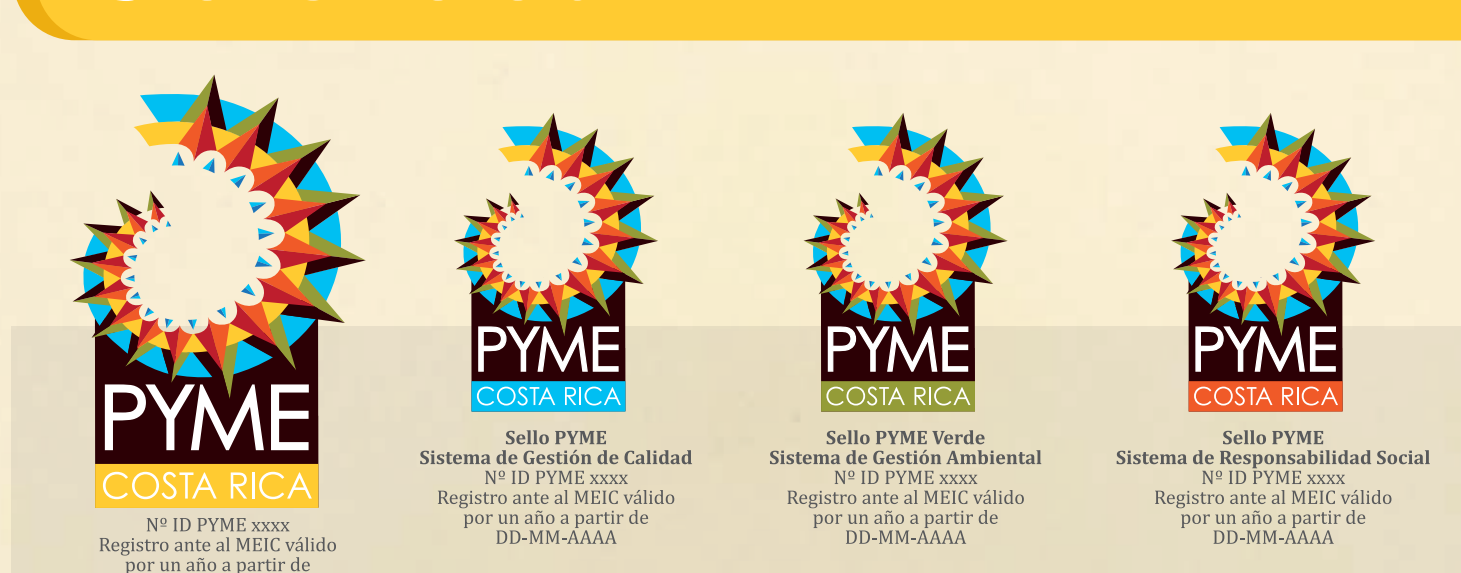 PYME
COSTA RICA
Nº ID PYME xxxx
Registro ante al MEIC válido
por un año a partir de
PYME
COSTA RICA
Sello PYME
Sistema de Gestión de Calidad
Nº ID PYME xxxx
Registro ante al MEIC válido
por un año a partir de
DD-MM-AAAA
PYME
COSTA RICA
Sello PYME Verde
Sistema de Gestión Ambiental
Nº ID PYME xxxx
Registro ante al MEIC válido
por un año a partir de
DD-MM-AAAA
PYME
COSTA RICA
Sello PYME
Sistema de Responsabilidad Social
Nº ID PYME xxxx
Registro ante al MEIC válido
por un año a partir de
DD-MM-AAAA